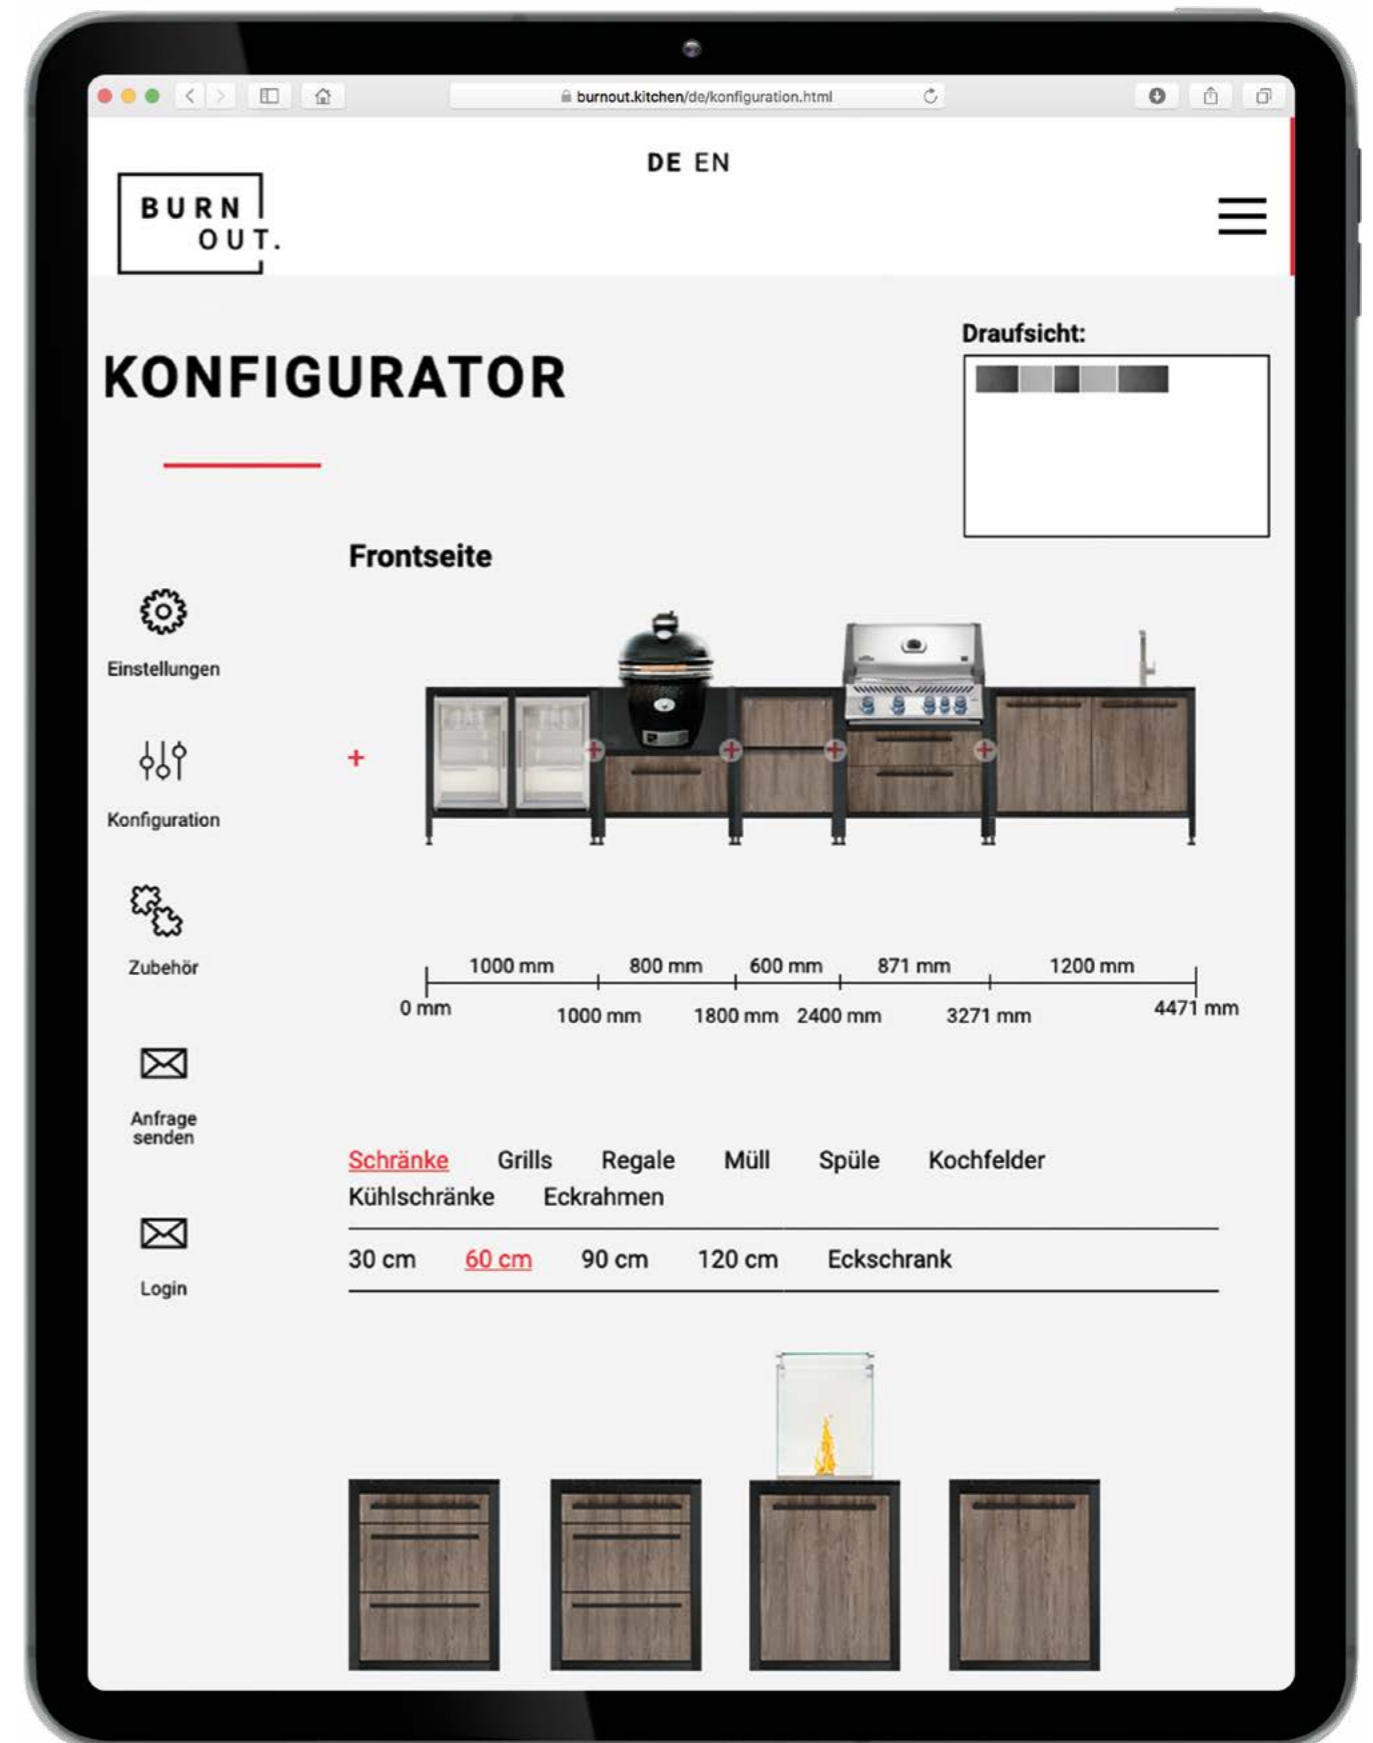 burnout.kitchen/de/konfiguration.html
DE EN
BURN
OUT.
Draufsicht:
KONFIGURATOR
Frontseite
Einstellungen
Konfiguration
Zubehör
Anfrage
senden
Login
1000 mm 800 mm 600 mm 871 mm 1200 mm
0 mm 1000 mm 1800 mm 2400 mm 3271 mm 4471 mm
Schränke Grills Regale Müll Spüle Kochfelder
Kühlschränke Eckrahmen
30 cm 60 cm 90 cm 120 cm Eckschrank